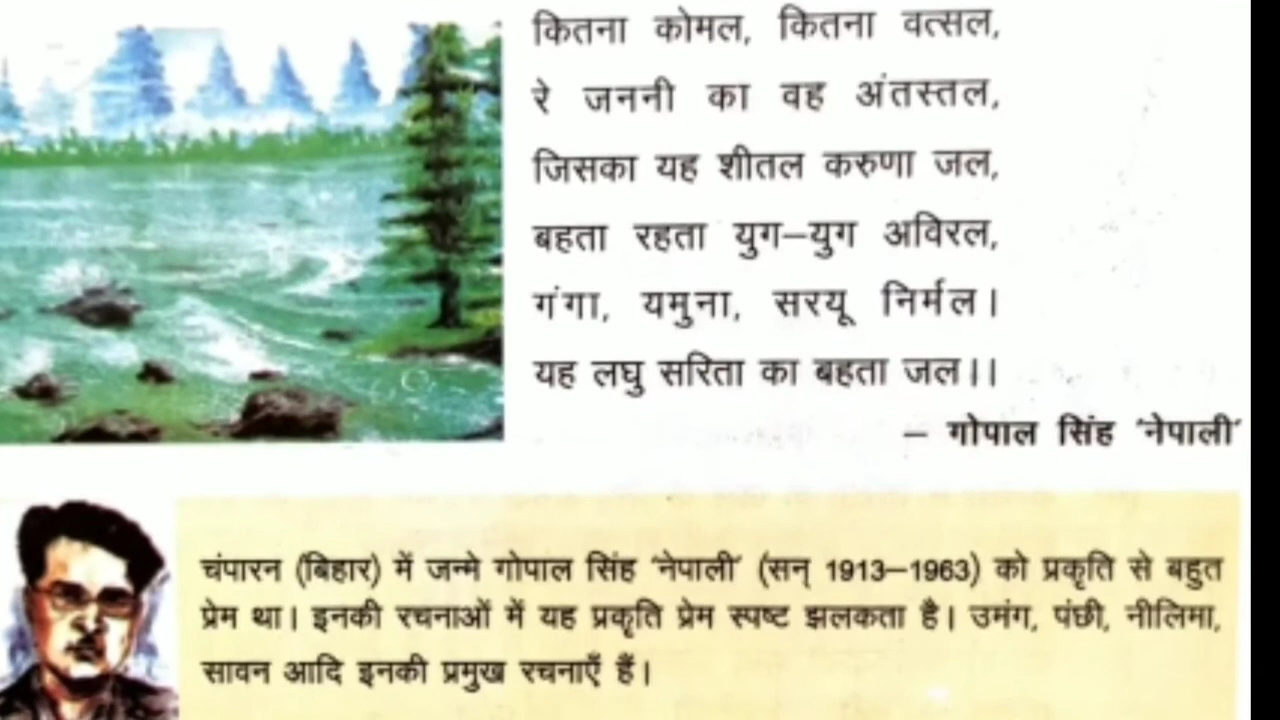 कितना कोमल, कितना वत्सल,
रे जननी का वह अंतस्तल,
जिसका यह शीतल करुणा जल,
बहता रहता युग–युग अविरल,
गंगा, यमुना, सरयू निर्मल।
यह लघु सरिता का बहता जल।।
– गोपाल सिंह 'नेपाली'
चंपारन (बिहार) में जन्मे गोपाल सिंह 'नेपाली' (सन् 1913–1963) को प्रकृति से बहुत
प्रेम था। इनकी रचनाओं में यह प्रकृति प्रेम स्पष्ट झलकता है। उमंग, पंछी, नीलिमा,
सावन आदि इनकी प्रमुख रचनाएँ हैं।